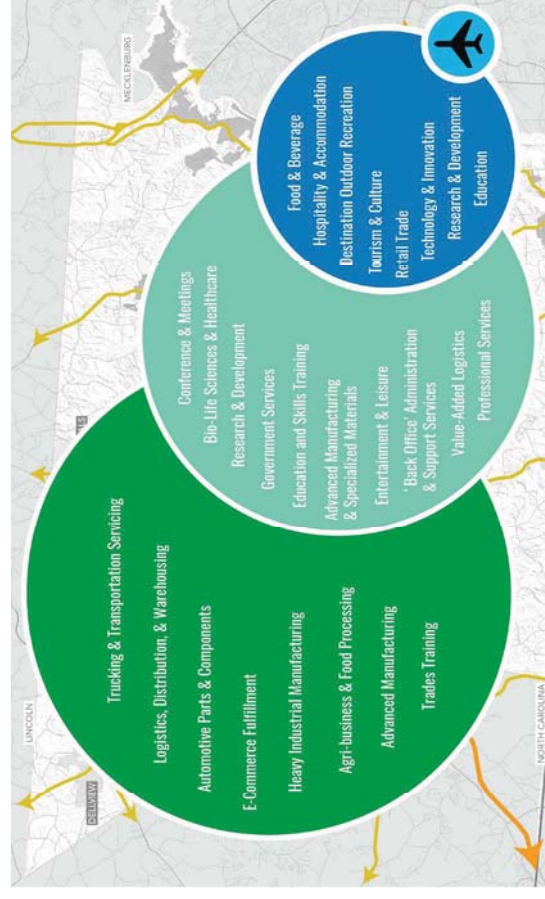 LINCOLN
MECKLENBURG
DELLVIEW
Trucking & Transportation Servicing
Logistics, Distribution, & Warehousing
Automotive Parts & Components
E-Commerce Fulfillment
Heavy Industrial Manufacturing
Agri-business & Food Processing
Advanced Manufacturing
Trades Training
Conference & Meetings
Bio-Life Sciences & Healthcare
Research & Development
Government Services
Education and Skills Training
Advanced Manufacturing
& Specialized Materials
Entertainment & Leisure
' Back Office' Administration
& Support Services
Value-Added Logistics
Professional Services
Food & Beverage
Hospitality & Accommodation
Destination Outdoor Recreation
Tourism & Culture
Retail Trade
Technology & Innovation
Research & Development
Education
NORTH CAROLINA